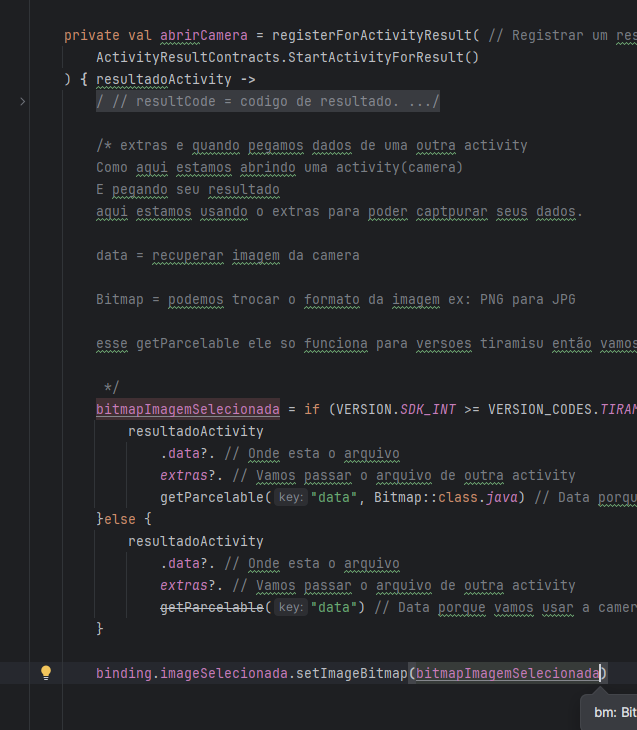 private val abrirCamera = registerForActivityResult( // Registrar um res
ActivityResultContracts.StartActivityForResult()
) { resultadoActivity ->
/ // resultCode = codigo de resultado. .../
/* extras e quando pegamos dados de uma outra activity
Como aqui estamos abrindo uma activity(camera)
E pegando seu resultado
aqui estamos usando o extras para poder captpurar seus dados.
data = recuperar imagem da camera
Bitmap = podemos trocar o formato da imagem ex: PNG para JPG
esse getParcelable ele so funciona para versoes tiramisu então vamos
*/
bitmapImagemSelecionada = if (VERSION.SDK_INT >= VERSION_CODES.TIRAM
resultadoActivity
.data?. // Onde esta o arquivo
extras?. // Vamos passar o arquivo de outra activity
getParcelable( key: "data", Bitmap::class.java) // Data porqu
}else {
resultadoActivity
.data?. // Onde esta o arquivo
extras?. // Vamos passar o arquivo de outra activity
getParcelable( key: "data") // Data porque vamos usar a camer
}
binding.imageSelecionada.setImageBitmap(bitmapImagemSelecionada)
bm: Bit